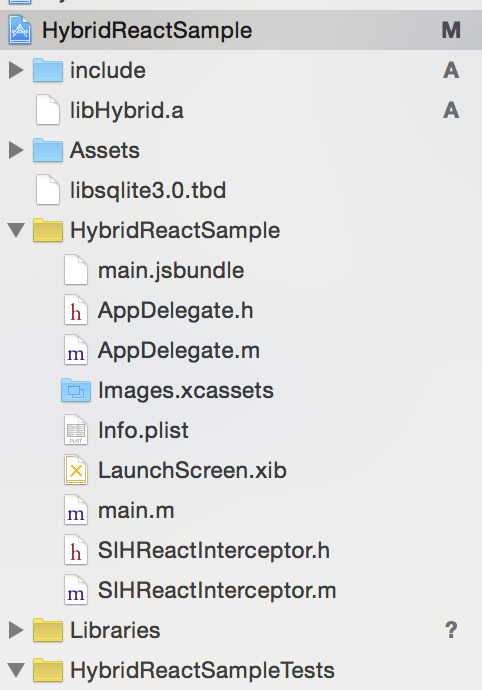 HybridReactSample M
include A
libHybrid.a A
Assets
libsqlite3.0.tbd
HybridReactSample
main.jsbundle
h AppDelegate.h
m AppDelegate.m
Images.xcassets
PLIST Info.plist
LaunchScreen.xib
m main.m
h SIHReactInterceptor.h
m SIHReactInterceptor.m
Libraries ?
HybridReactSampleTests